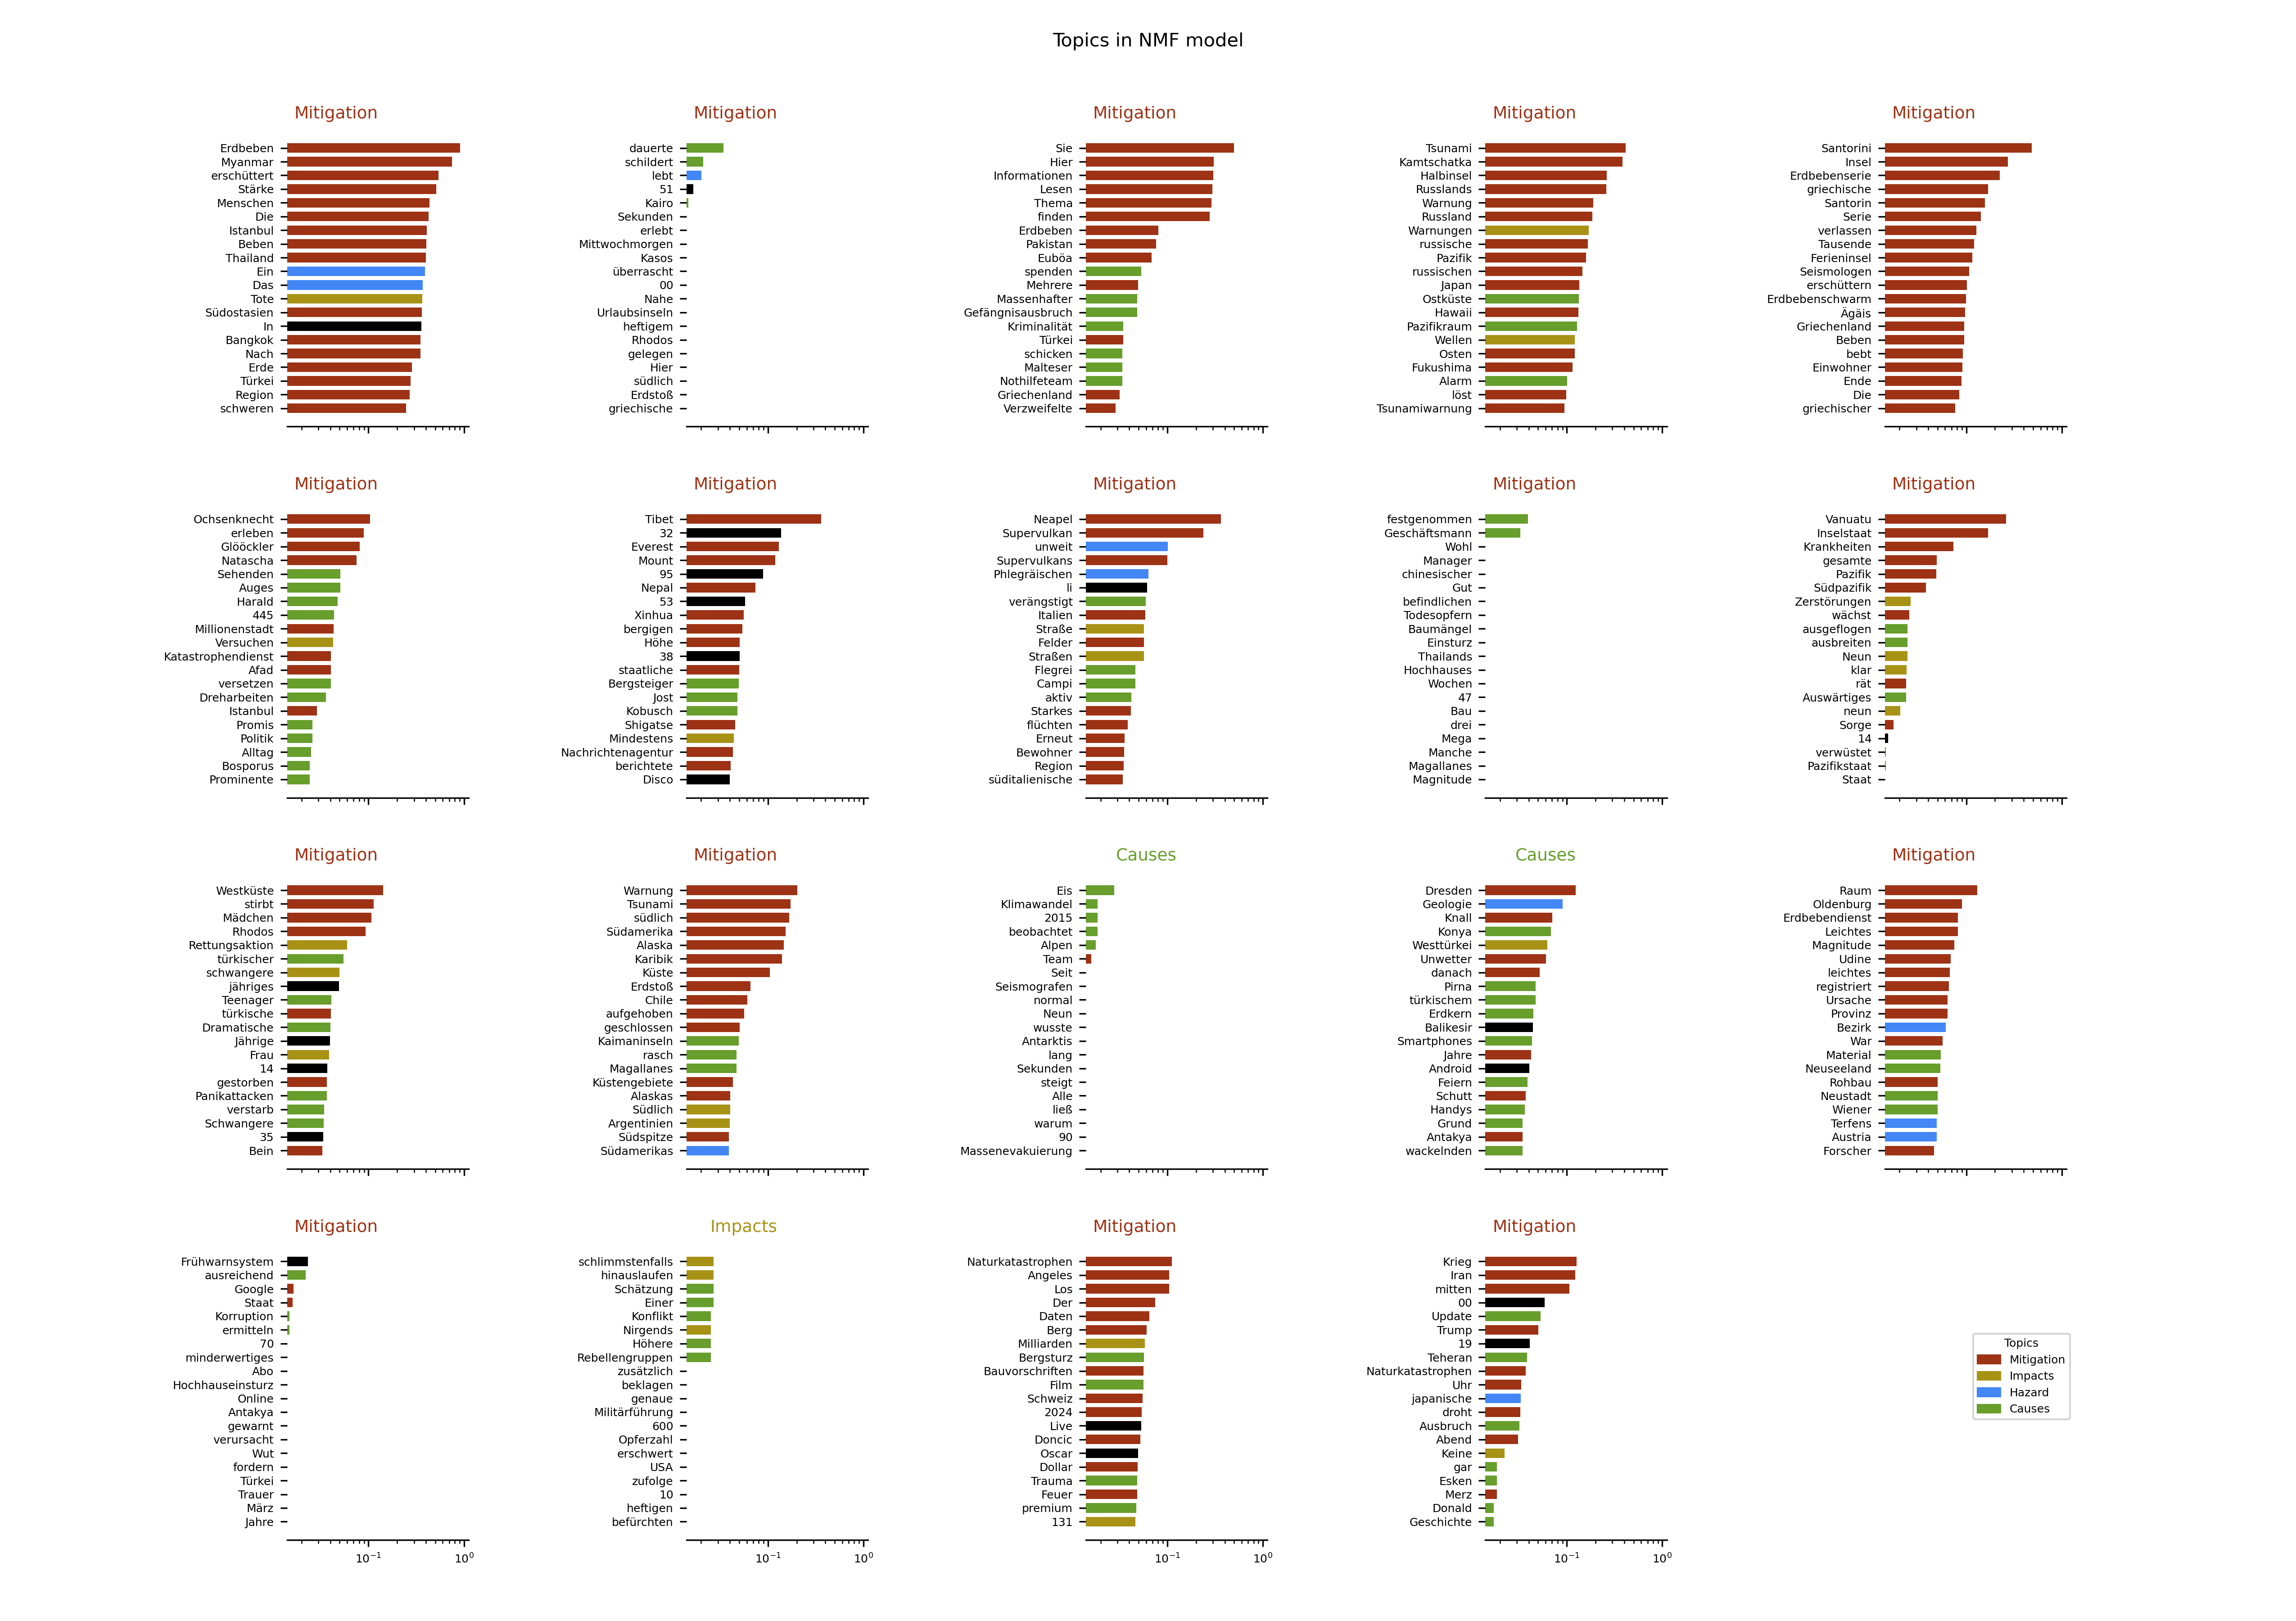 Topics in NMF model
Mitigation
Erdbeben
Myanmar
erschüttert
Stärke
Menschen
Die
Istanbul
Beben
Thailand
Ein
Das
Tote
Südostasien
In
Bangkok
Nach
Erde
Türkei
Region
schweren
Mitigation
dauerte
schildert
lebt
51
Kairo
Sekunden
erlebt
Mittwochmorgen
Kasos
überrascht
00
Nahe
Urlaubsinseln
heftigem
Rhodos
gelegen
Hier
südlich
Erdstoß
griechische
Mitigation
Sie
Hier
Informationen
Lesen
Thema
finden
Erdbeben
Pakistan
Euböa
spenden
Mehrere
Massenhafter
Gefängnisausbruch
Kriminalität
Türkei
schicken
Malteser
Nothilfeteam
Griechenland
Verzweifelte
Mitigation
Tsunami
Kamtschatka
Halbinsel
Russlands
Warnung
Russland
Warnungen
russische
Pazifik
russischen
Japan
Ostküste
Hawaii
Pazifikraum
Wellen
Osten
Fukushima
Alarm
löst
Tsunamiwarnung
Mitigation
Santorini
Insel
Erdbebenserie
griechische
Santorin
Serie
verlassen
Tausende
Ferieninsel
Seismologen
erschüttern
Erdbebenschwarm
Ägäis
Griechenland
Beben
bebt
Einwohner
Ende
Die
griechischer
Mitigation
Ochsenknecht
erleben
Glööckler
Natascha
Sehenden
Auges
Harald
445
Millionenstadt
Versuchen
Katastrophendienst
Afad
versetzen
Dreharbeiten
Istanbul
Promis
Politik
Alltag
Bosporus
Prominente
Mitigation
Tibet
32
Everest
Mount
95
Nepal
53
Xinhua
bergigen
Höhe
38
staatliche
Bergsteiger
Jost
Kobusch
Shigatse
Mindestens
Nachrichtenagentur
berichtete
Disco
Mitigation
Neapel
Supervulkan
unweit
Supervulkans
Phlegräischen
li
verängstigt
Italien
Straße
Felder
Straßen
Flegrei
Campi
aktiv
Starkes
flüchten
Erneut
Bewohner
Region
süditalienische
Mitigation
festgenommen
Geschäftsmann
Wohl
Manager
chinesischer
Gut
befindlichen
Todesopfern
Baumängel
Einsturz
Thailands
Hochhauses
Wochen
47
Bau
drei
Mega
Manche
Magallanes
Magnitude
Mitigation
Vanuatu
Inselstaat
Krankheiten
gesamte
Pazifik
Südpazifik
Zerstörungen
wächst
ausgeflogen
ausbreiten
Neun
klar
rät
Auswärtiges
neun
Sorge
14
verwüstet
Pazifikstaat
Staat
Mitigation
Westküste
stirbt
Mädchen
Rhodos
Rettungsaktion
türkischer
schwangere
jähriges
Teenager
türkische
Dramatische
Jährige
Frau
14
gestorben
Panikattacken
verstarb
Schwangere
35
Bein
Mitigation
Warnung
Tsunami
südlich
Südamerika
Alaska
Karibik
Küste
Erdstoß
Chile
aufgehoben
geschlossen
Kaimaninseln
rasch
Magallanes
Küstengebiete
Alaskas
Südlich
Argentinien
Südspitze
Südamerikas
Causes
Eis
Klimawandel
2015
beobachtet
Alpen
Team
Seit
Seismografen
normal
Neun
wusste
Antarktis
lang
Sekunden
steigt
Alle
ließ
warum
90
Massenevakuierung
Causes
Dresden
Geologie
Knall
Konya
Westtürkei
Unwetter
danach
Pirna
türkischem
Erdkern
Balikesir
Smartphones
Jahre
Android
Feiern
Schutt
Handys
Grund
Antakya
wackelnden
Mitigation
Raum
Oldenburg
Erdbebendienst
Leichtes
Magnitude
Udine
leichtes
registriert
Ursache
Provinz
Bezirk
War
Material
Neuseeland
Rohbau
Neustadt
Wiener
Terfens
Austria
Forscher
Mitigation
Frühwarnsystem
ausreichend
Google
Staat
Korruption
ermitteln
70
minderwertiges
Abo
Hochhauseinsturz
Online
Antakya
gewarnt
verursacht
Wut
fordern
Türkei
Trauer
März
Jahre
10⁻¹ 10⁰
Impacts
schlimmstenfalls
hinauslaufen
Schätzung
Einer
Konflikt
Nirgends
Höhere
Rebellengruppen
zusätzlich
beklagen
genaue
Militärführung
600
Opferzahl
erschwert
USA
zufolge
10
heftigen
befürchten
10⁻¹ 10⁰
Mitigation
Naturkatastrophen
Angeles
Los
Der
Daten
Berg
Milliarden
Bergsturz
Bauvorschriften
Film
Schweiz
2024
Live
Doncic
Oscar
Dollar
Trauma
Feuer
premium
131
10⁻¹ 10⁰
Mitigation
Krieg
Iran
mitten
00
Update
Trump
19
Teheran
Naturkatastrophen
Uhr
japanische
droht
Ausbruch
Abend
Keine
gar
Esken
Merz
Donald
Geschichte
10⁻¹ 10⁰
Topics
Mitigation
Impacts
Hazard
Causes